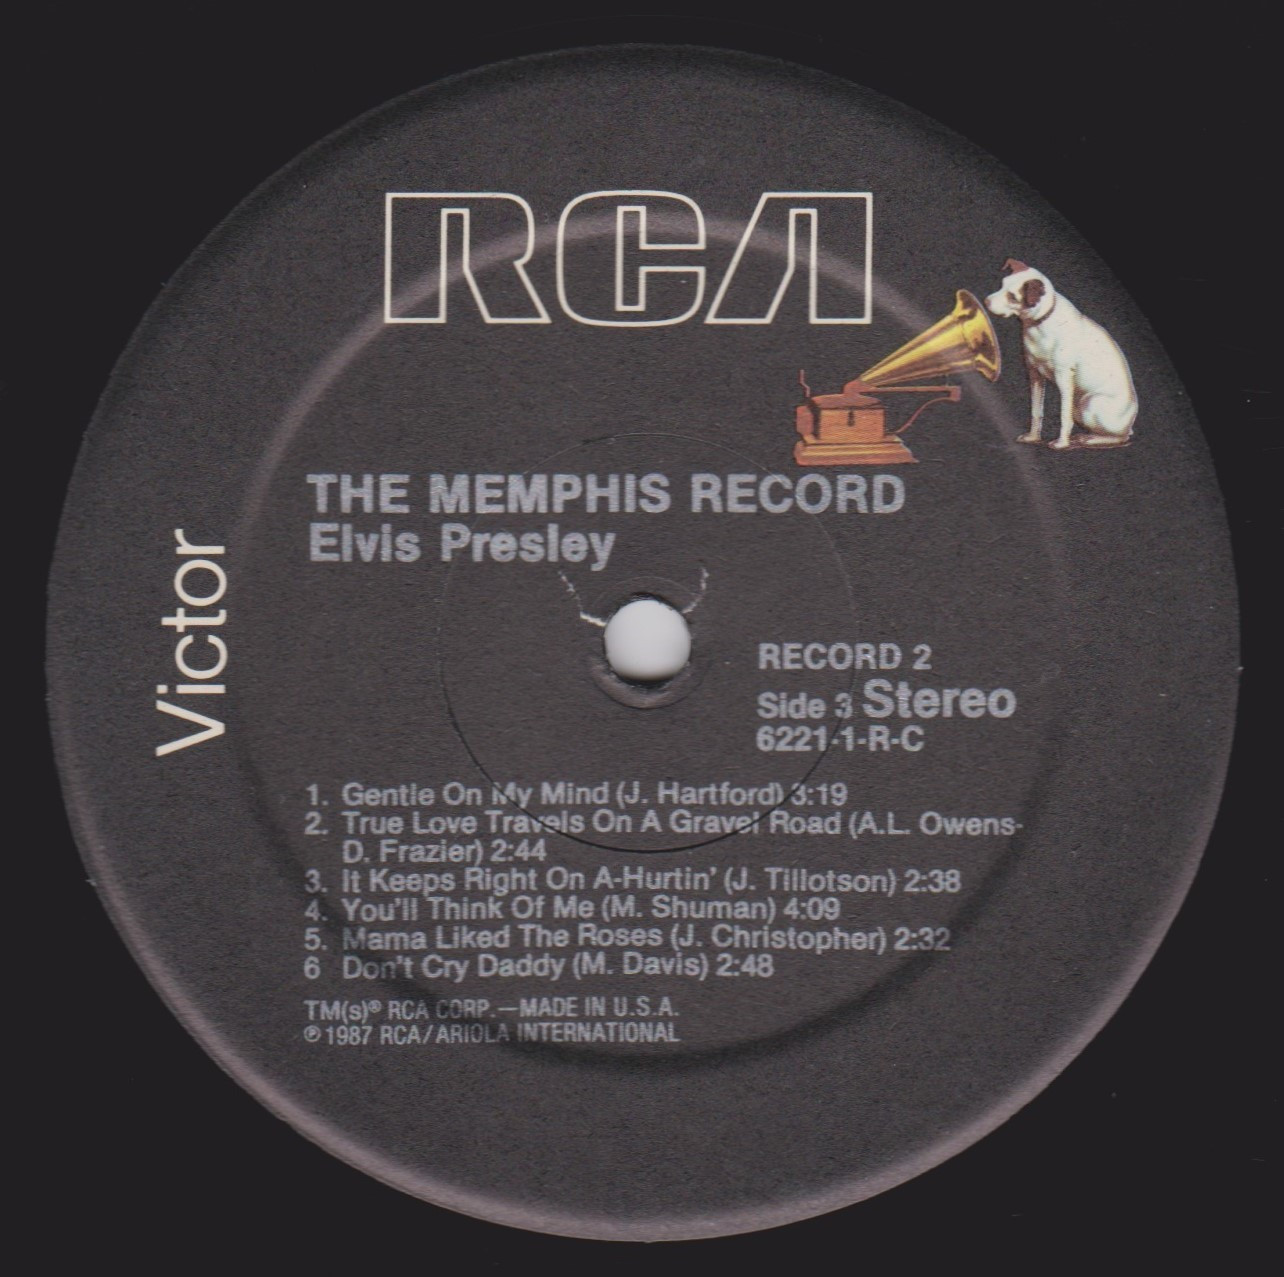 RCA
Victor
THE MEMPHIS RECORD
Elvis Presley
RECORD 2
Side 3 Stereo
6221-1-R-C
1. Gentle On My Mind (J. Hartford) 3:19
2. True Love Travels On A Gravel Road (A.L. Owens-
D. Frazier) 2:44
3. It Keeps Right On A-Hurtin' (J. Tillotson) 2:38
4. You'll Think Of Me (M. Shuman) 4:09
5. Mama Liked The Roses (J. Christopher) 2:32
6 Don't Cry Daddy (M. Davis) 2:48
TM(s)® RCA CORP.—MADE IN U.S.A.
℗ 1987 RCA/ARIOLA INTERNATIONAL